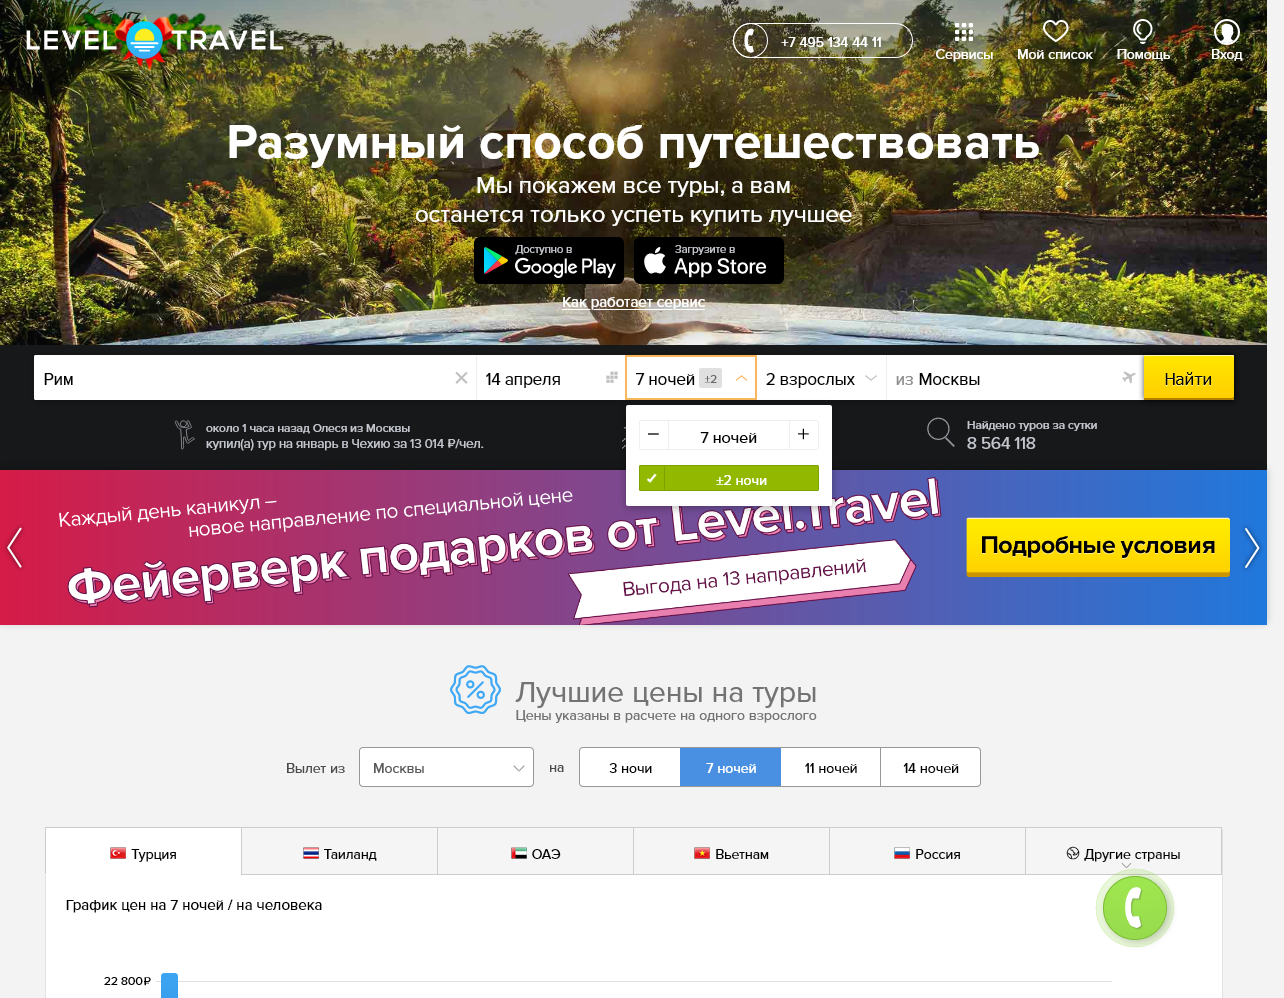 LEVEL TRAVEL
+7 495 134 44 11
Сервисы
Мой список
Помощь
Вход
Разумный способ путешествовать
Мы покажем все туры, а вам
останется только успеть купить лучшее
Доступно в
Google Play
Загрузите в
App Store
Как работает сервис
Рим
14 апреля
7 ночей ±2
2 взрослых
из Москвы
Найти
около 1 часа назад Олеся из Москвы
купил(а) тур на январь в Чехию за 13 014 ₽/чел.
7 ночей
±2 ночи
Найдено туров за сутки
8 564 118
Каждый день каникул –
новое направление по специальной цене
Фейерверк подарков от Level.Travel
Выгода на 13 направлений
Подробные условия
Лучшие цены на туры
Цены указаны в расчете на одного взрослого
Вылет из
Москвы
на
3 ночи
7 ночей
11 ночей
14 ночей
Турция
Таиланд
ОАЭ
Вьетнам
Россия
Другие страны
График цен на 7 ночей / на человека
22 800₽